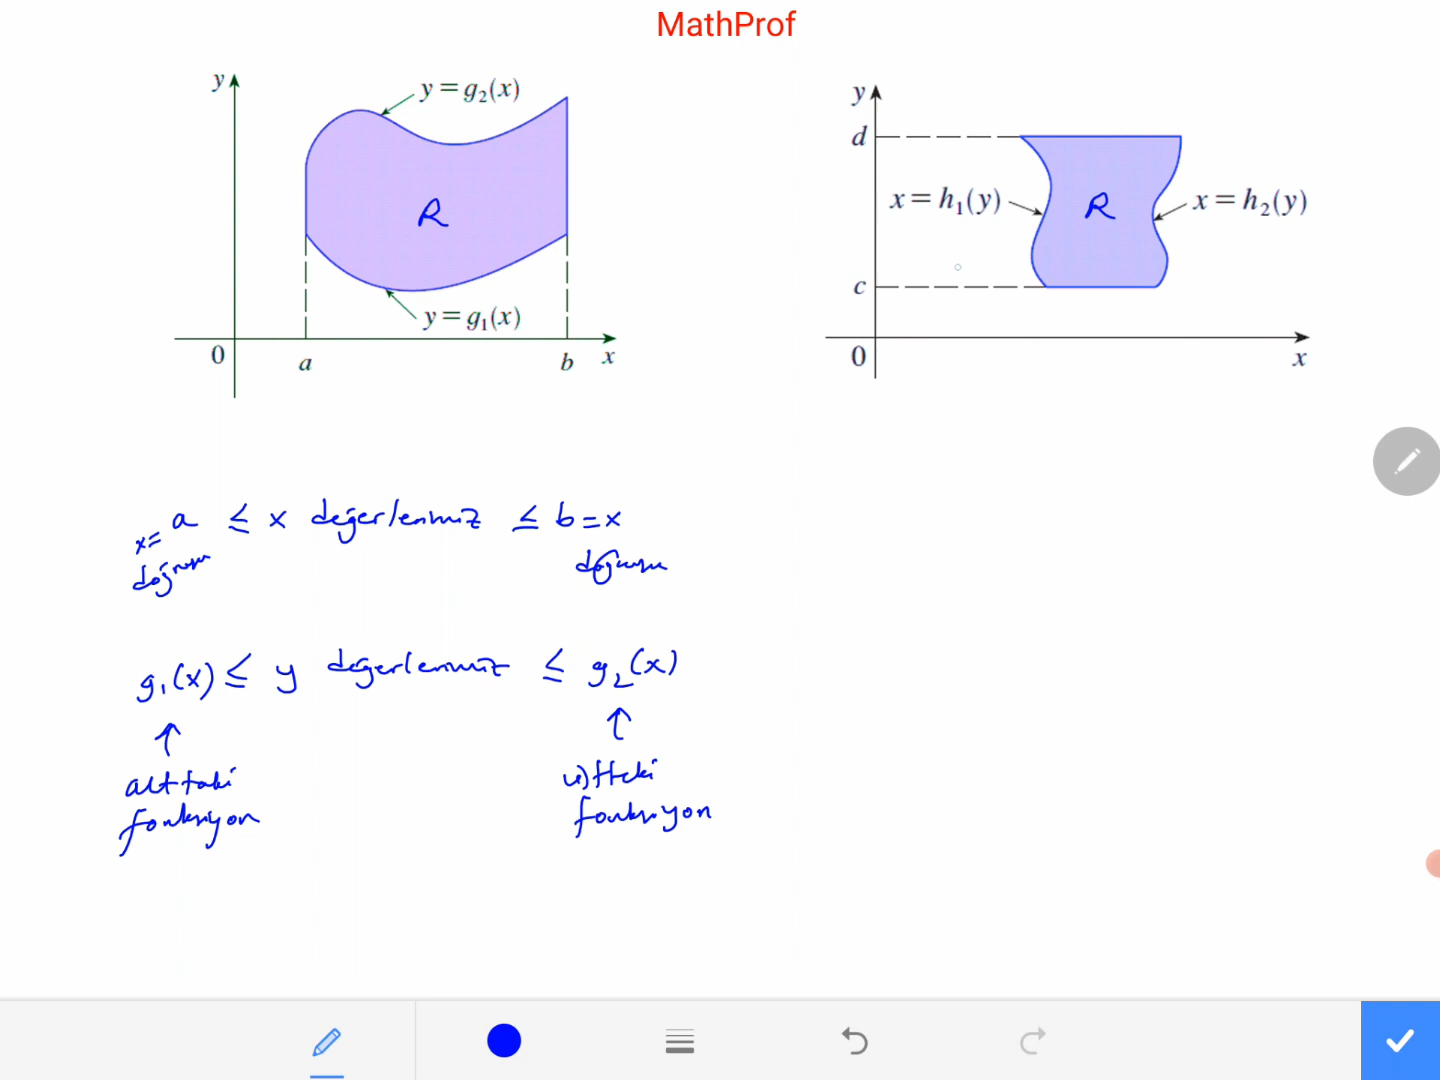 MathProf
y
y = g₂(x)
R
y = g₁(x)
0
a
b
x
y
d
x = h₁(y)
R
x = h₂(y)
c
0
x
x= a ≤ x değerlerimiz ≤ b = x
doğrusu doğrusu
g₁(x) ≤ y değerlerimiz ≤ g₂(x)
↑ ↑
alttaki üstteki
fonksiyon fonksiyon